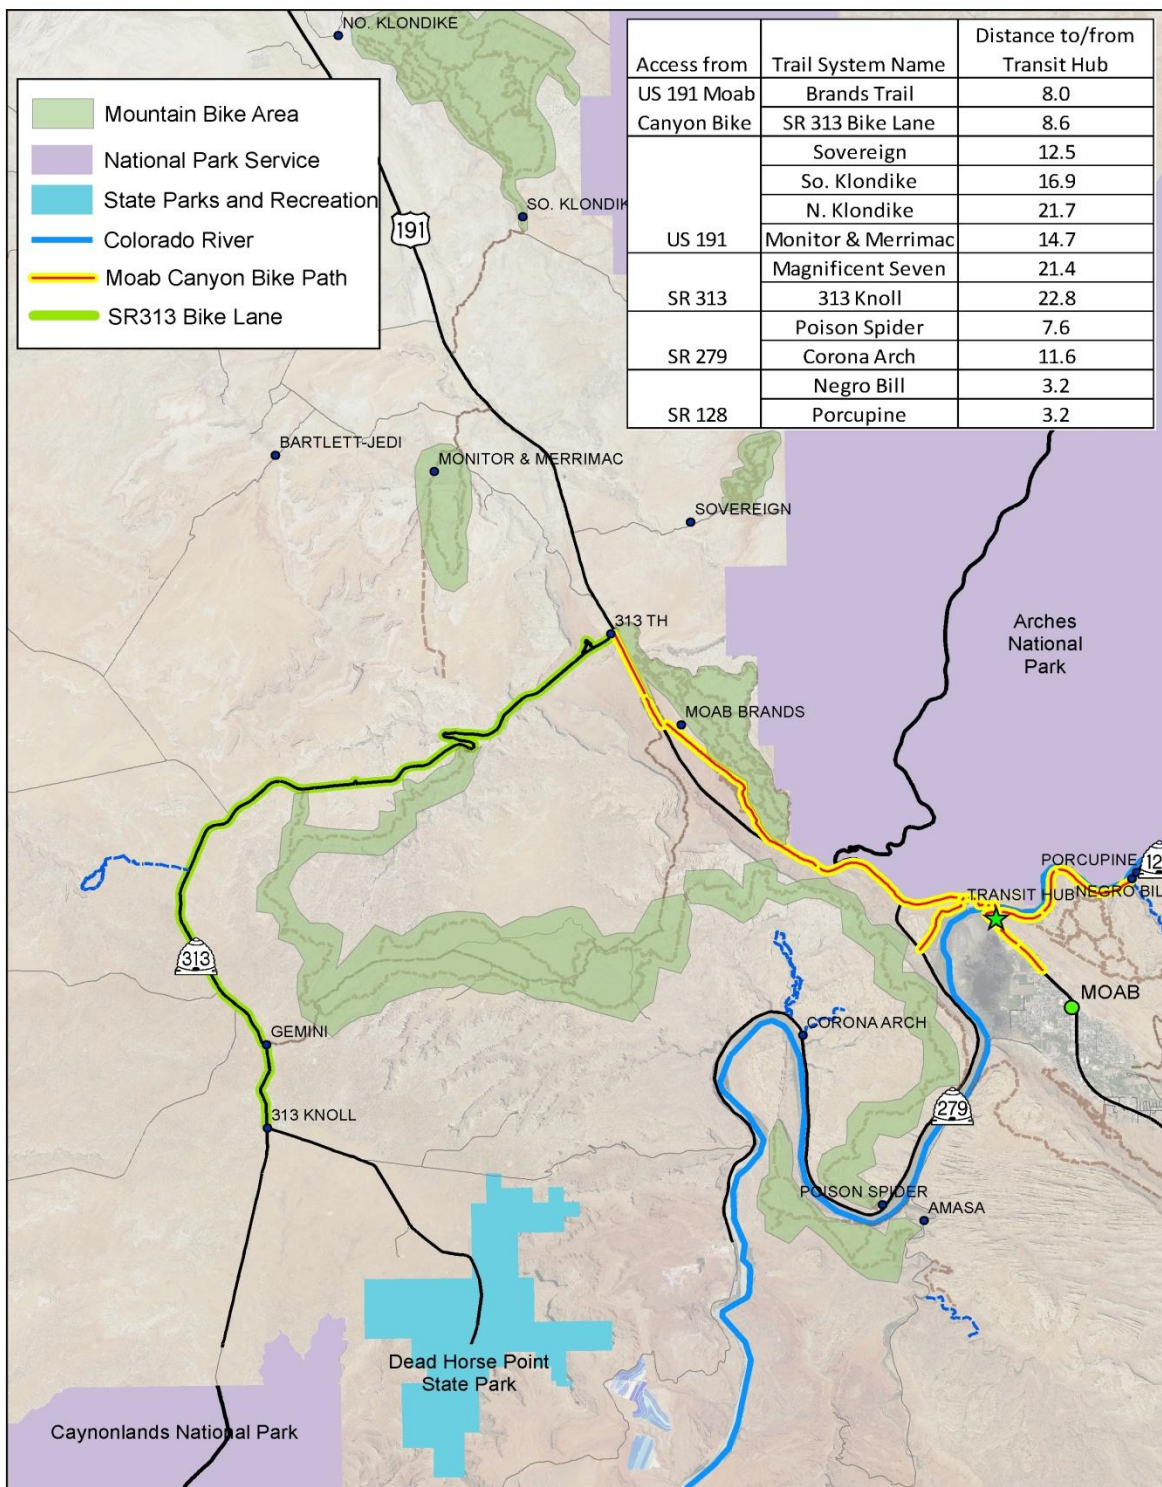 NO. KLONDIKE
Mountain Bike Area
National Park Service
State Parks and Recreation
Colorado River
Moab Canyon Bike Path
SR313 Bike Lane
Access from Trail System Name Distance to/from Transit Hub
US 191 Moab Canyon Bike Brands Trail 8.0
SR 313 Bike Lane 8.6
US 191 Sovereign 12.5
So. Klondike 16.9
N. Klondike 21.7
Monitor & Merrimac 14.7
SR 313 Magnificent Seven 21.4
313 Knoll 22.8
SR 279 Poison Spider 7.6
Corona Arch 11.6
SR 128 Negro Bill 3.2
Porcupine 3.2
191
SO. KLONDIK
BARTLETT-JEDI
MONITOR & MERRIMAC
SOVEREIGN
313 TH
Arches
National
Park
MOAB BRANDS
PORCUPINE
12
TRANSIT HUB
NEGRO BIL
313
MOAB
GEMINI
CORONA ARCH
279
313 KNOLL
POISON SPIDER
AMASA
Dead Horse Point
State Park
Caynonlands National Park